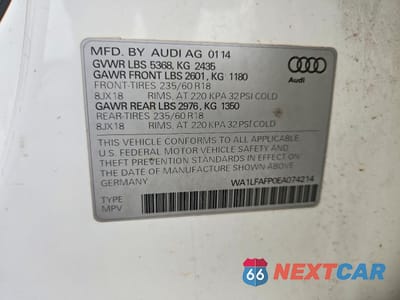 MFD. BY AUDI AG 01 14
GVWR LBS 5368, KG 2435
GAWR FRONT LBS 2601, KG 1180
FRONT-TIRES 235/60 R18
8JX18 RIMS, AT 220 KPA 32 PSI COLD
GAWR REAR LBS 2976, KG 1350
REAR-TIRES 235/60 R18
8JX18 RIMS, AT 220 KPA 32 PSI COLD
Audi
THIS VEHICLE CONFORMS TO ALL APPLICABLE
U.S. FEDERAL MOTOR VEHICLE SAFETY, BUMPER, AND
THEFT PREVENTION STANDARDS IN EFFECT ON
THE DATE OF MANUFACTURE SHOWN ABOVE.
GERMANY WA1LFAFP0EA074214
TYPE
MPV
66 NEXTCAR